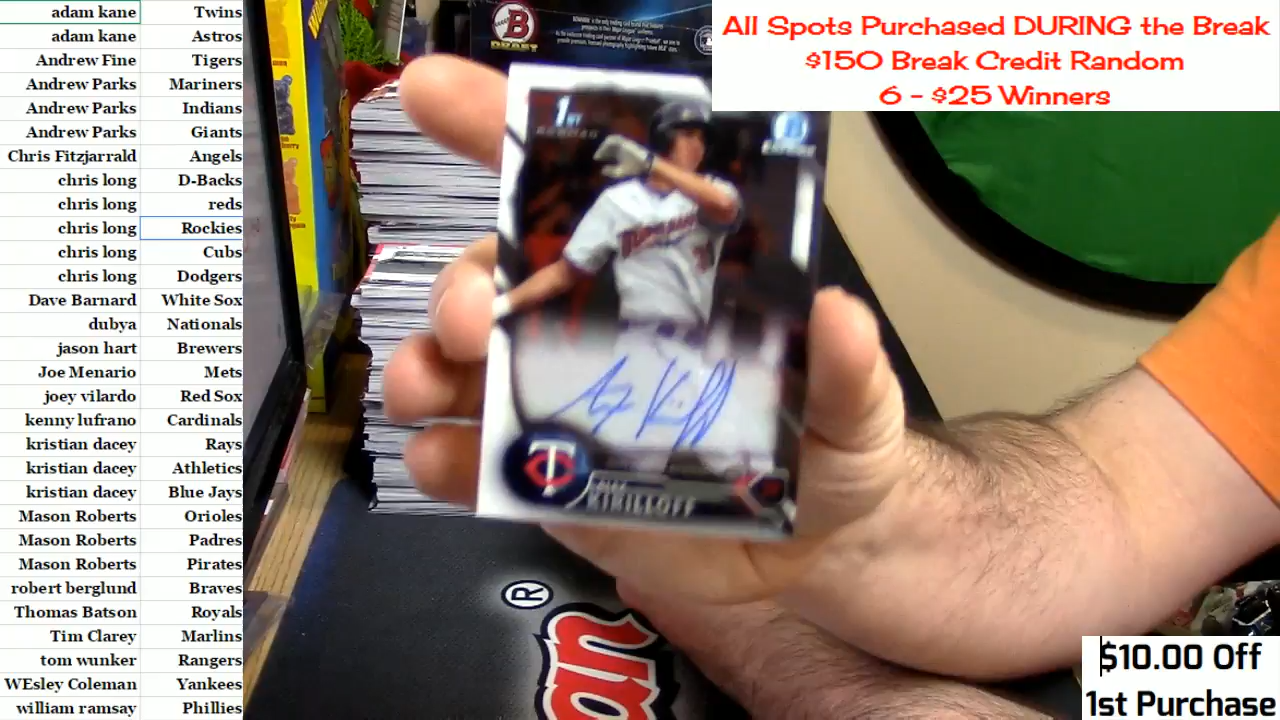 adam kane Twins
adam kane Astros
Andrew Fine Tigers
Andrew Parks Mariners
Andrew Parks Indians
Andrew Parks Giants
Chris Fitzjarrald Angels
chris long D-Backs
chris long reds
chris long Rockies
chris long Cubs
chris long Dodgers
Dave Barnard White Sox
dubya Nationals
jason hart Brewers
Joe Menario Mets
joey vilardo Red Sox
kenny lufrano Cardinals
kristian dacey Rays
kristian dacey Athletics
kristian dacey Blue Jays
Mason Roberts Orioles
Mason Roberts Padres
Mason Roberts Pirates
robert berglund Braves
Thomas Batson Royals
Tim Clarey Marlins
tom wunker Rangers
WEsley Coleman Yankees
william ramsay Phillies
All Spots Purchased DURING the Break
$150 Break Credit Random
6 - $25 Winners
B
DRAFT
1ST
BOWMAN
ALEX
KIRILLOFF
®
an
$10.00 Off
1st Purchase